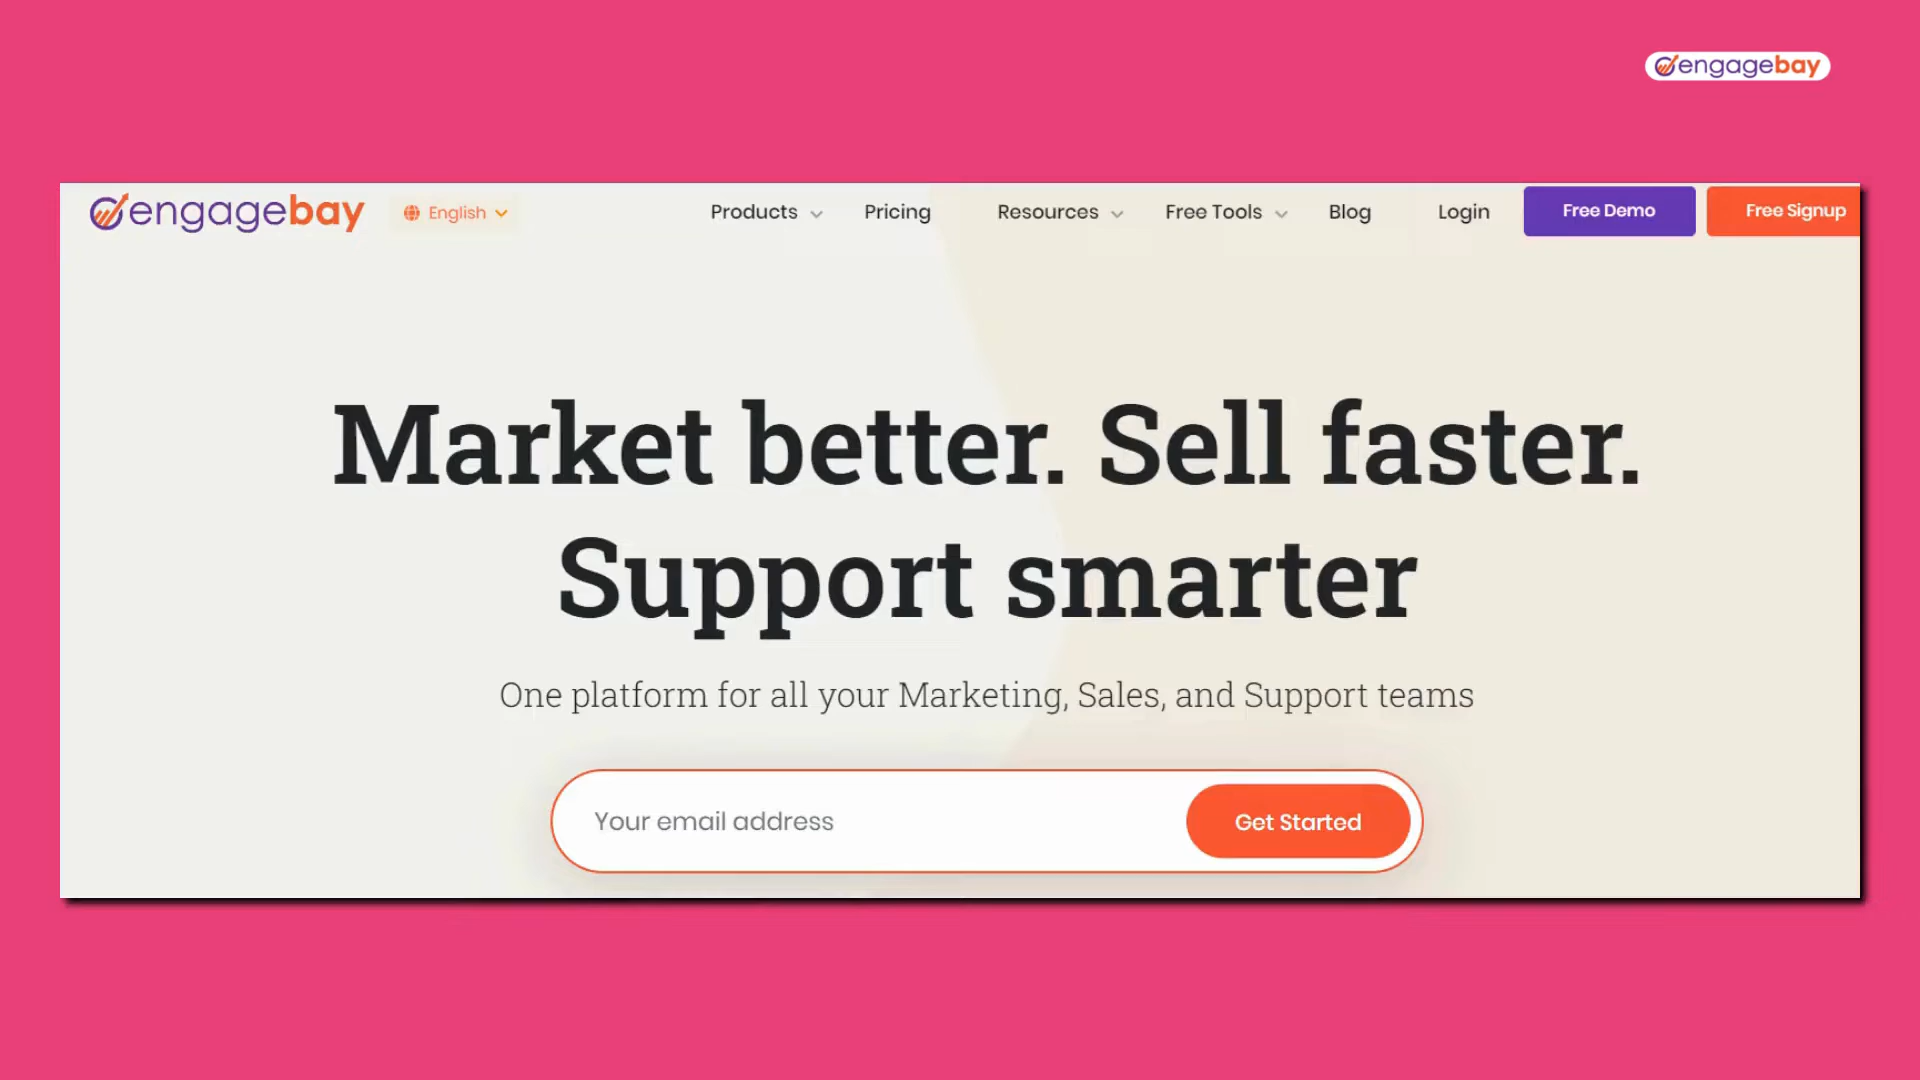 engagebay
engagebay English Products Pricing Resources Free Tools Blog Login Free Demo Free Signup
Market better. Sell faster.
Support smarter
One platform for all your Marketing, Sales, and Support teams
Your email address Get Started